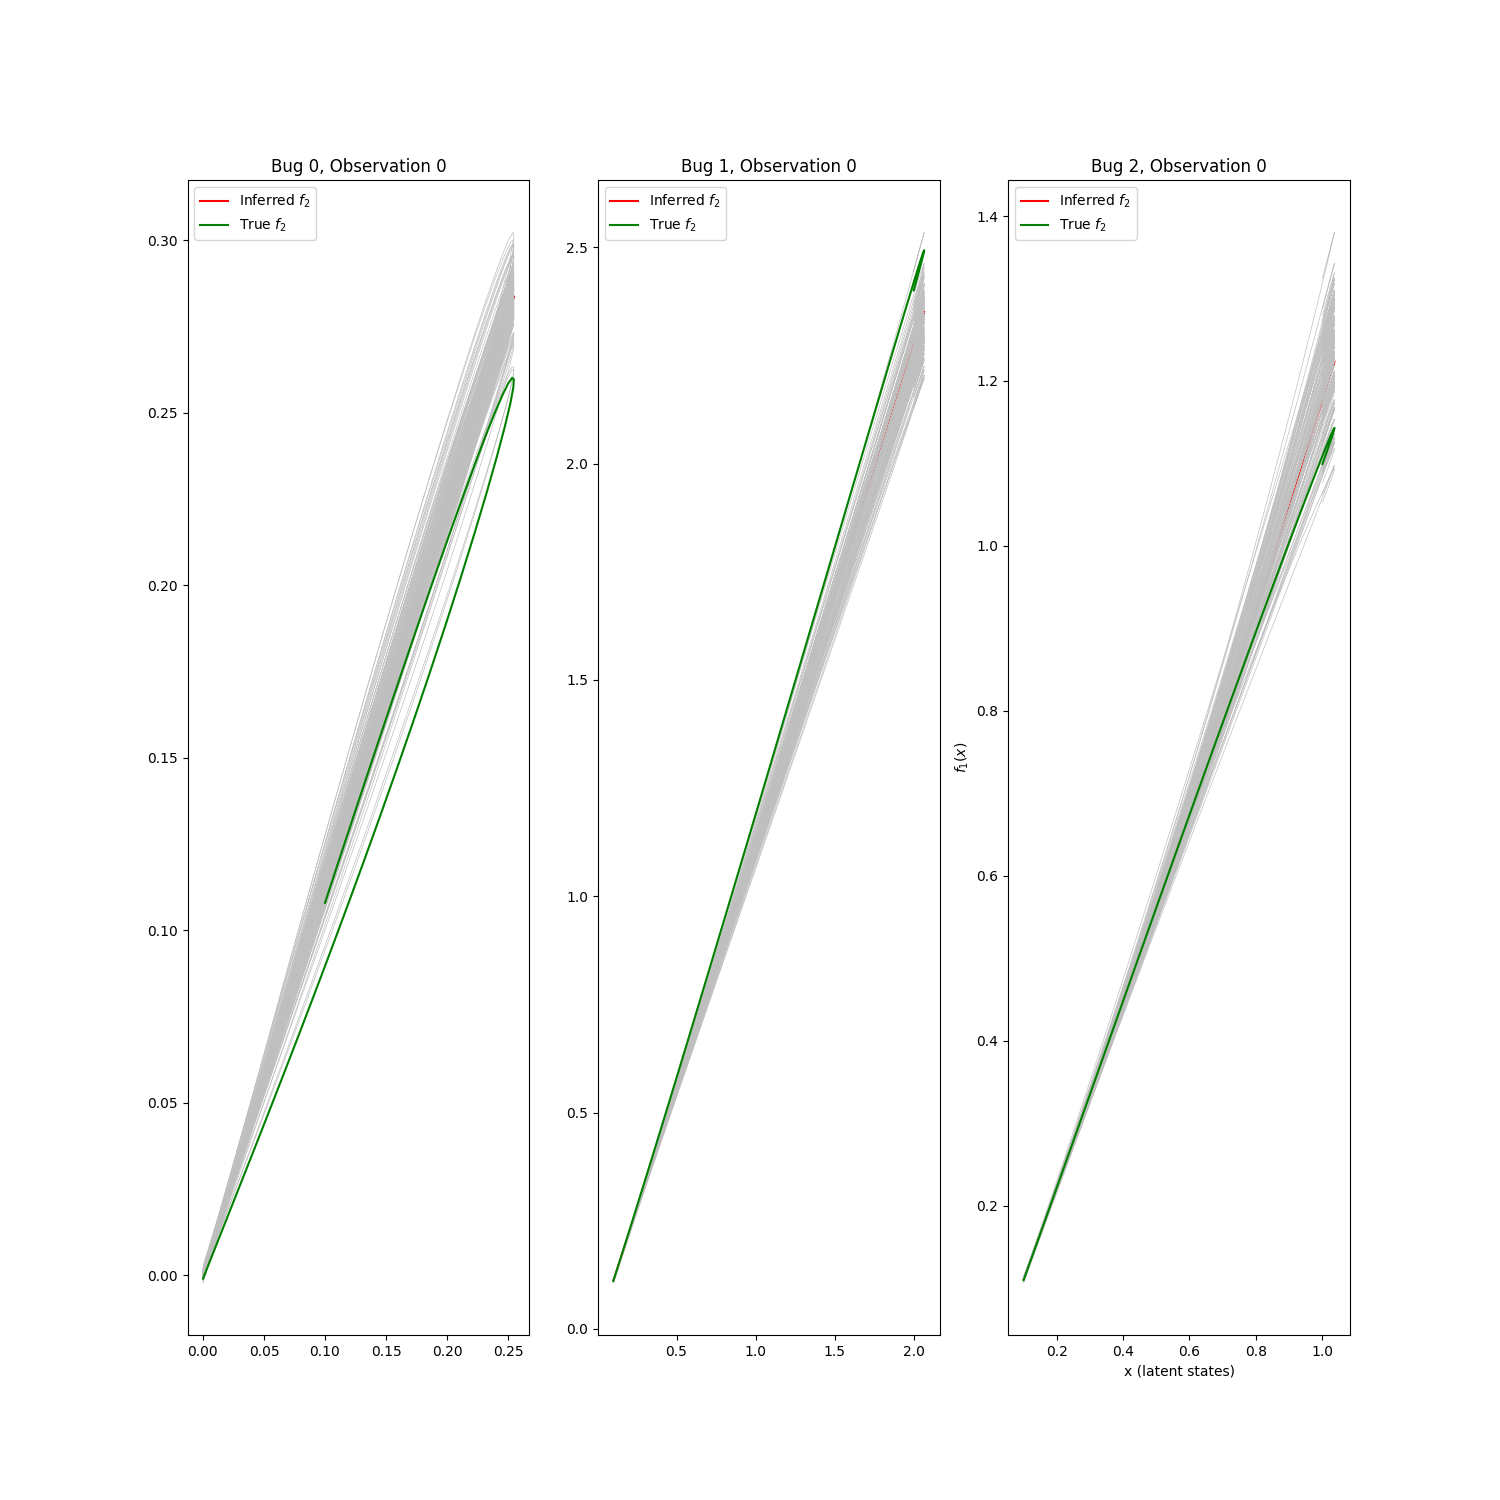 Bug 0, Observation 0
Inferred f₂
True f₂
0.30
0.25
0.20
0.15
0.10
0.05
0.00
0.00 0.05 0.10 0.15 0.20 0.25
Bug 1, Observation 0
Inferred f₂
True f₂
2.5
2.0
1.5
1.0
0.5
0.0
0.5 1.0 1.5 2.0
Bug 2, Observation 0
Inferred f₂
True f₂
f₁(x)
1.4
1.2
1.0
0.8
0.6
0.4
0.2
0.2 0.4 0.6 0.8 1.0
x (latent states)